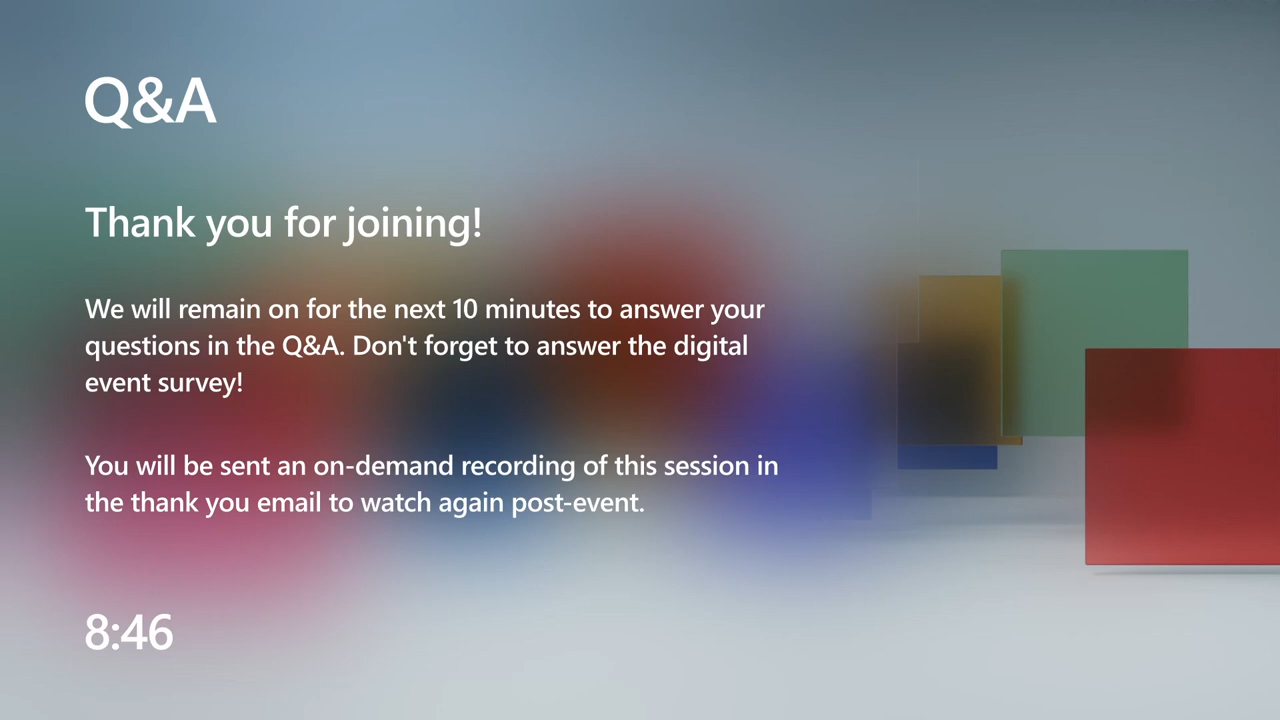 Q&A
Thank you for joining!
We will remain on for the next 10 minutes to answer your
questions in the Q&A. Don't forget to answer the digital
event survey!
You will be sent an on-demand recording of this session in
the thank you email to watch again post-event.
8:46